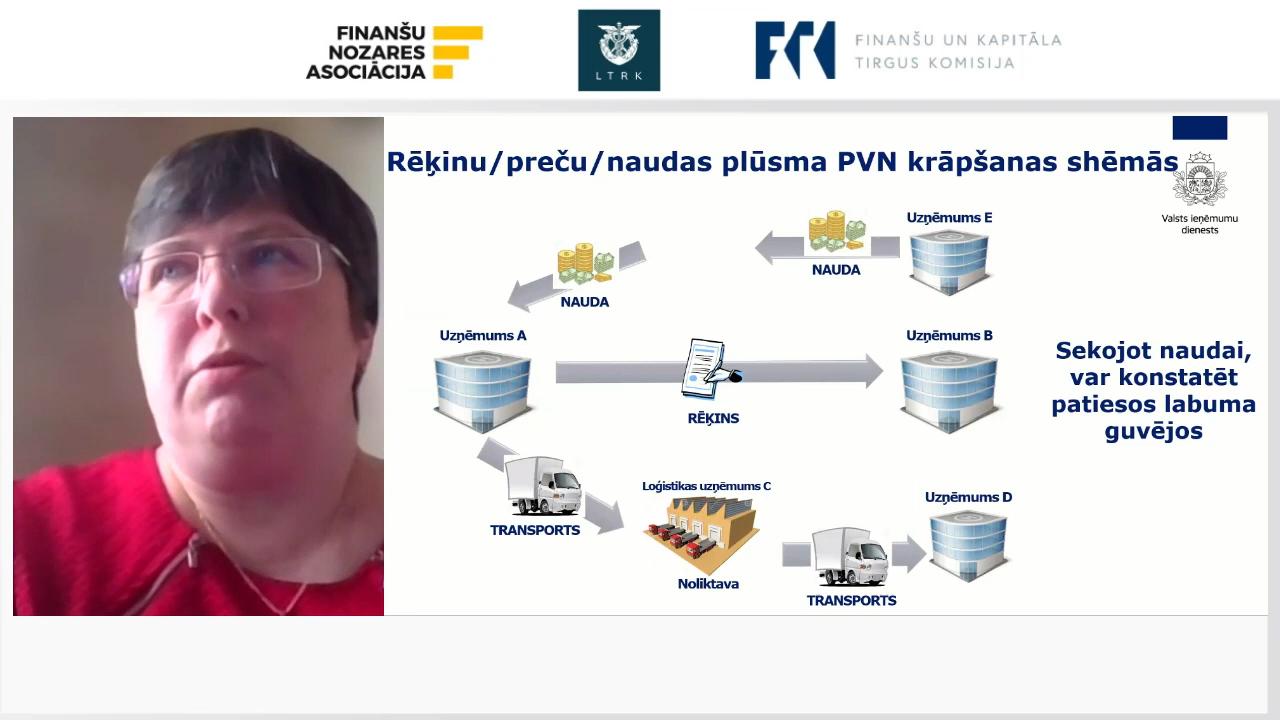 FINANŠU
NOZARES
ASOCIĀCIJA
LTRK
FINANŠU UN KAPITĀLA
TIRGUS KOMISIJA
Rēķinu/preču/naudas plūsma PVN krāpšanas shēmās
Valsts ieņēmumu
dienests
Uzņēmums E
NAUDA
NAUDA
Uzņēmums A
Uzņēmums B
RĒĶINS
Sekojot naudai,
var konstatēt
patiesos labuma
guvējos
Loģistikas uzņēmums C
Uzņēmums D
TRANSPORTS
Noliktava
TRANSPORTS